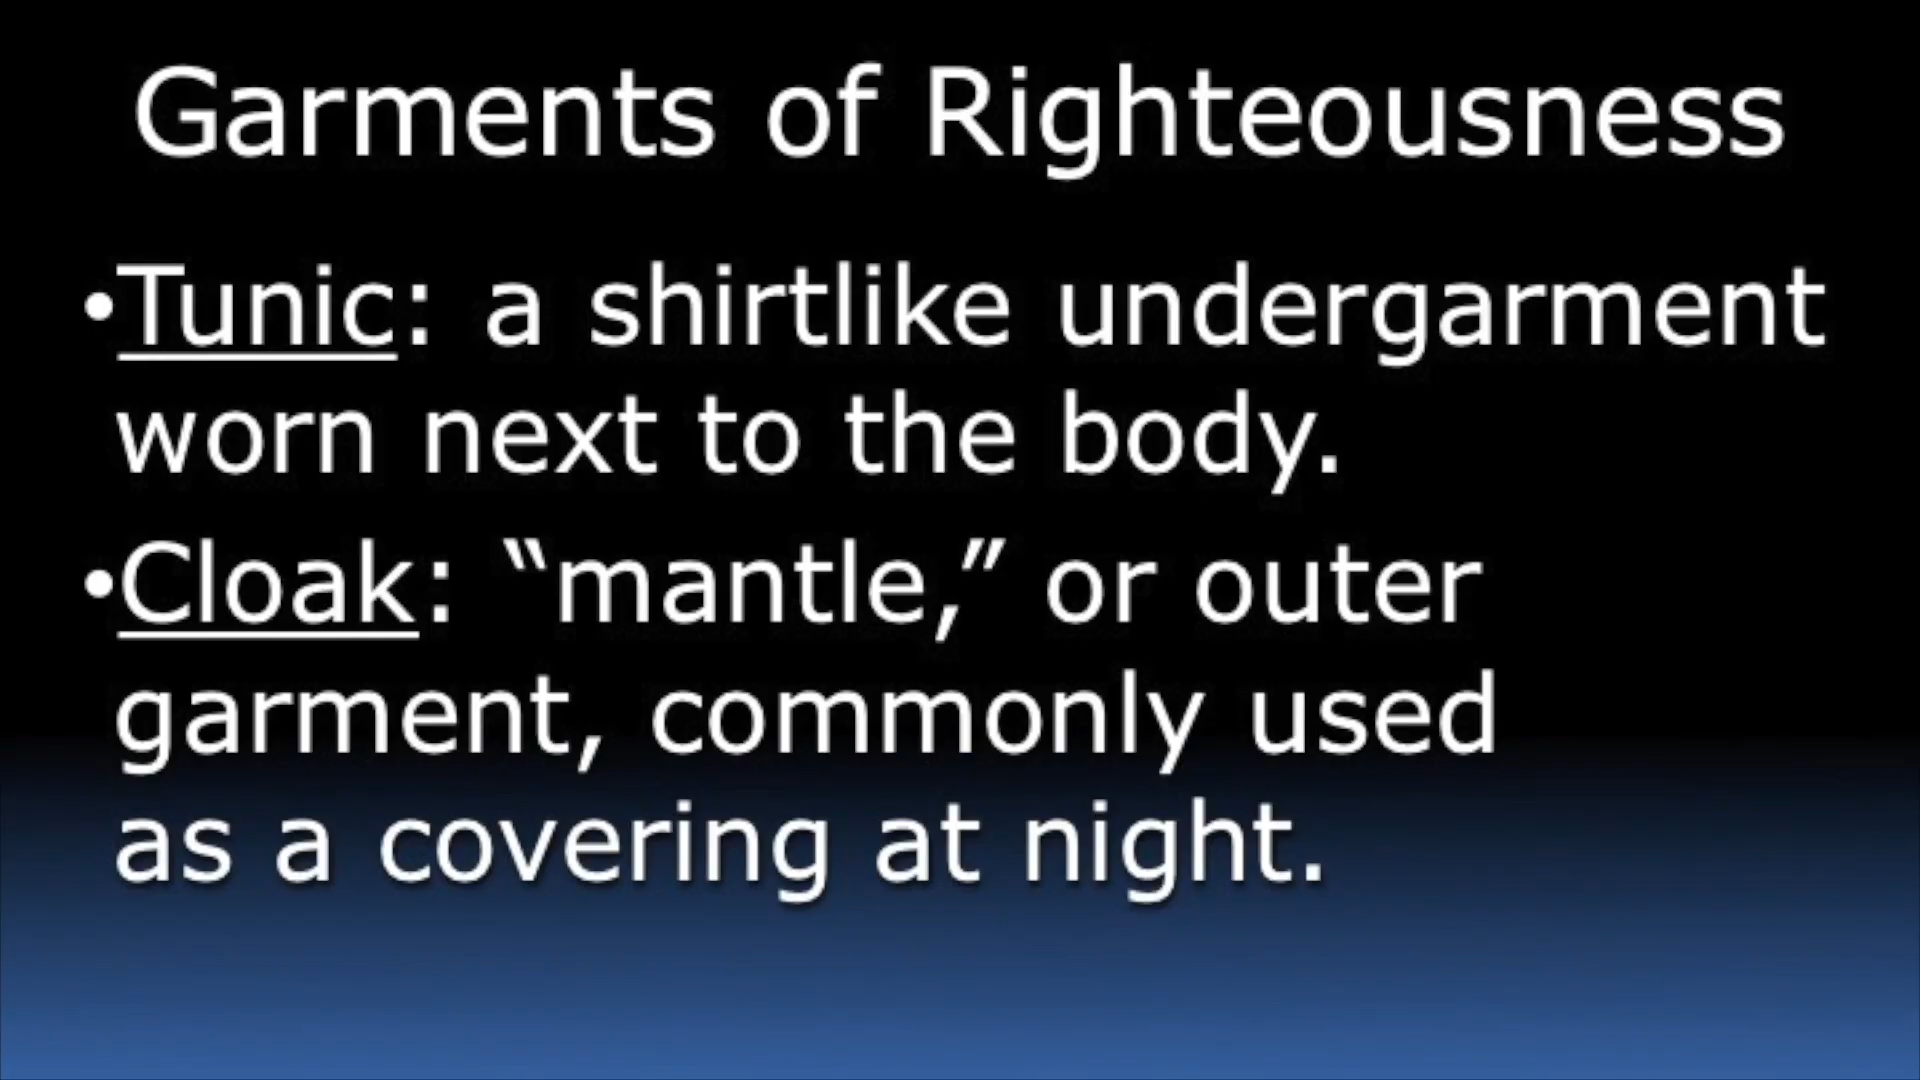 Garments of Righteousness
•Tunic: a shirtlike undergarment
worn next to the body.
•Cloak: “mantle,” or outer
garment, commonly used
as a covering at night.